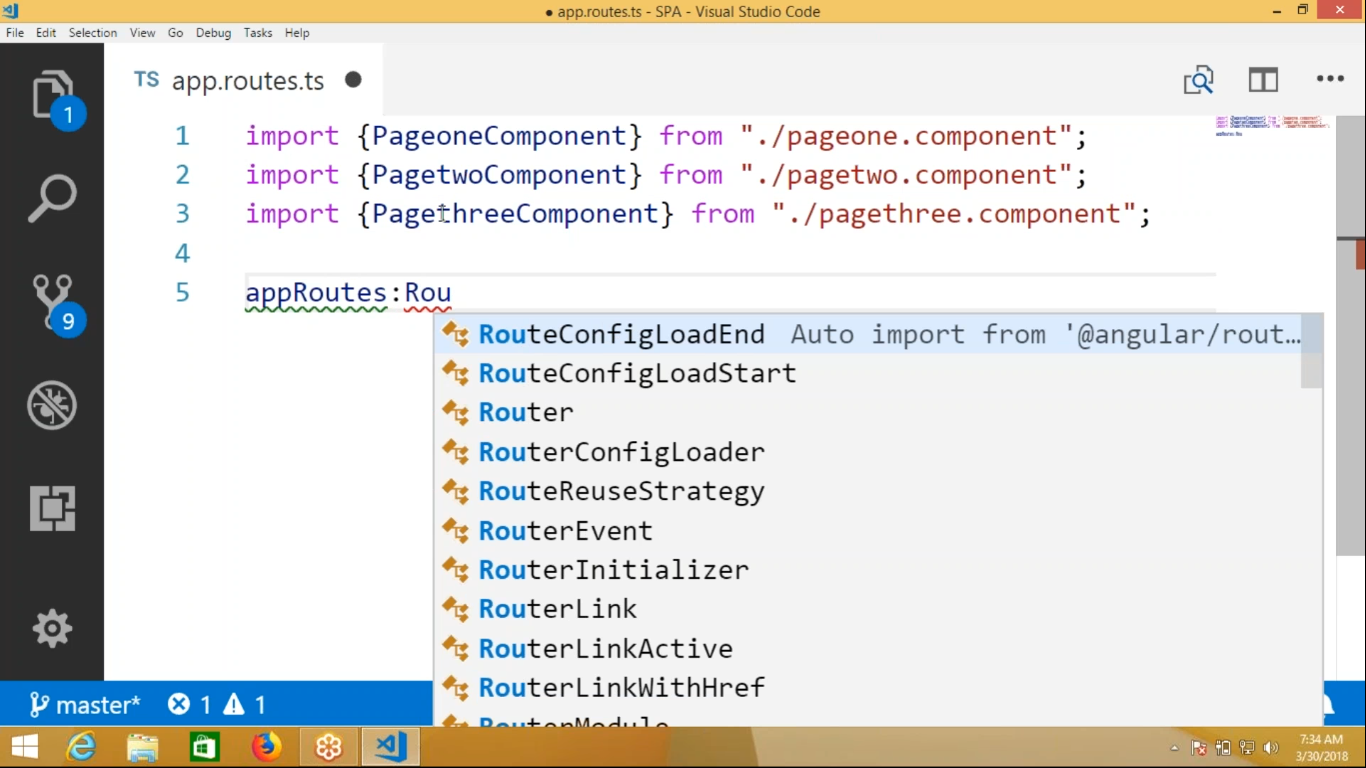 ● app.routes.ts - SPA - Visual Studio Code
File Edit Selection View Go Debug Tasks Help
TS app.routes.ts ●
1
1 import {PageoneComponent} from "./pageone.component";
2 import {PagetwoComponent} from "./pagetwo.component";
3 import {PagethreeComponent} from "./pagethree.component";
4
5 appRoutes:Rou
9
RouteConfigLoadEnd Auto import from '@angular/rout…
RouteConfigLoadStart
Router
RouterConfigLoader
RouteReuseStrategy
RouterEvent
RouterInitializer
RouterLink
RouterLinkActive
RouterLinkWithHref
RouterModule
master* 1 1
7:34 AM
3/30/2018